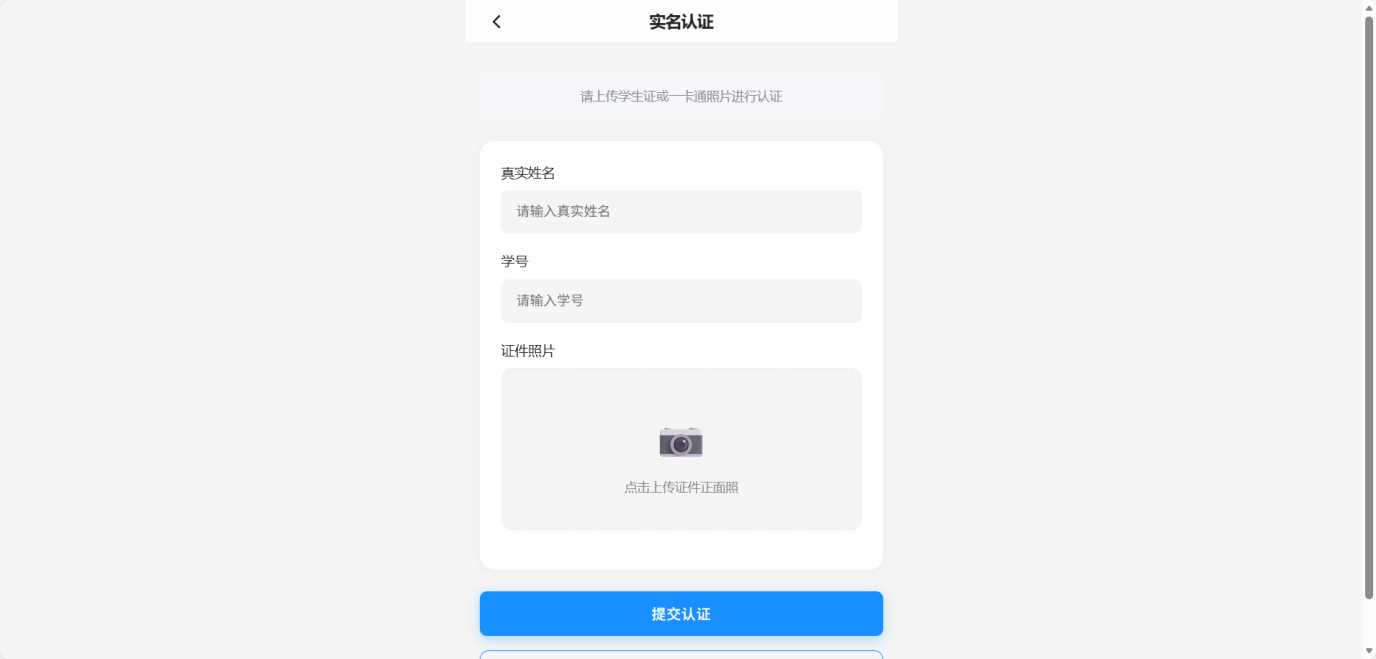 实名认证
请上传学生证或一卡通照片进行认证
真实姓名
请输入真实姓名
学号
请输入学号
证件照片
点击上传证件正面照
提交认证